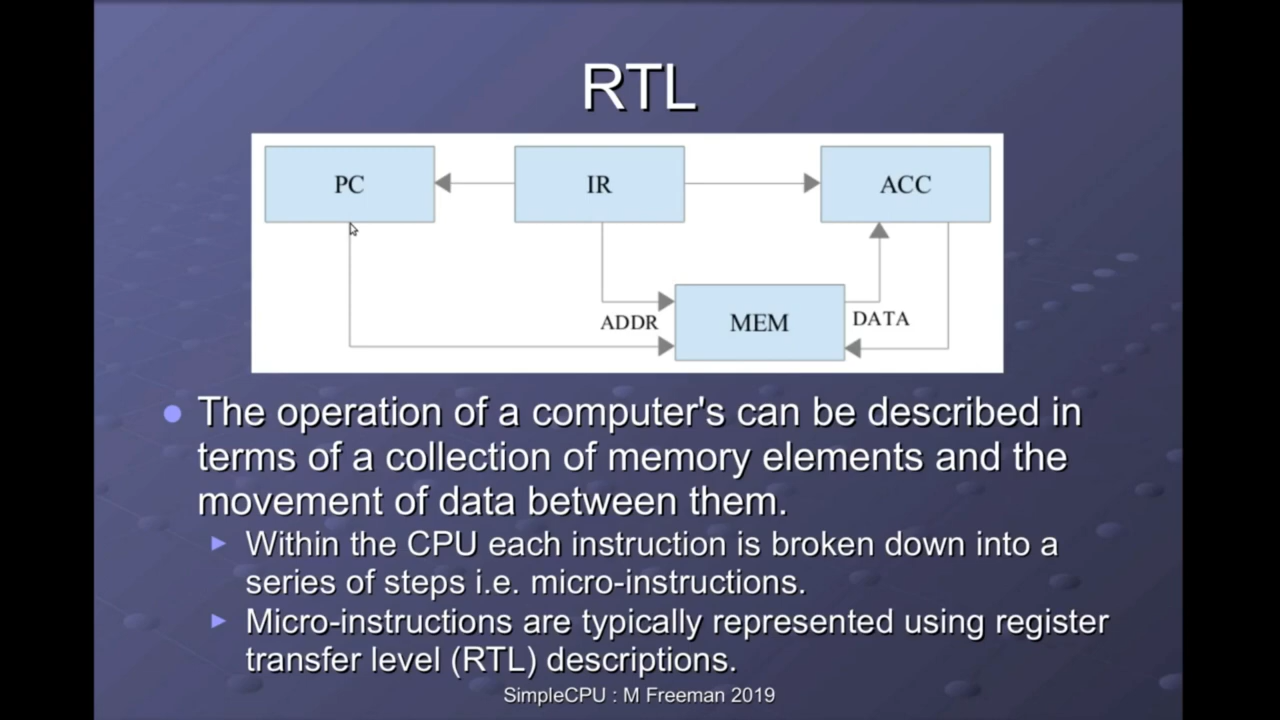 RTL
PC
IR
ACC
ADDR
MEM
DATA
The operation of a computer's can be described in
terms of a collection of memory elements and the
movement of data between them.
Within the CPU each instruction is broken down into a
series of steps i.e. micro-instructions.
Micro-instructions are typically represented using register
transfer level (RTL) descriptions.
SimpleCPU : M Freeman 2019